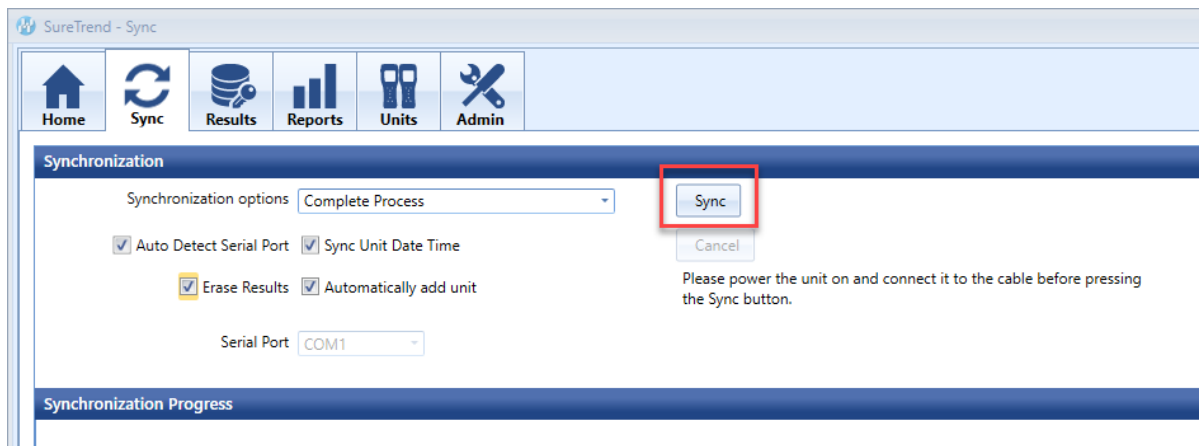 SureTrend - Sync
Home Sync Results Reports Units Admin
Synchronization
Synchronization options Complete Process Sync
Auto Detect Serial Port Sync Unit Date Time Cancel
Erase Results Automatically add unit
Please power the unit on and connect it to the cable before pressing
the Sync button.
Serial Port COM1
Synchronization Progress